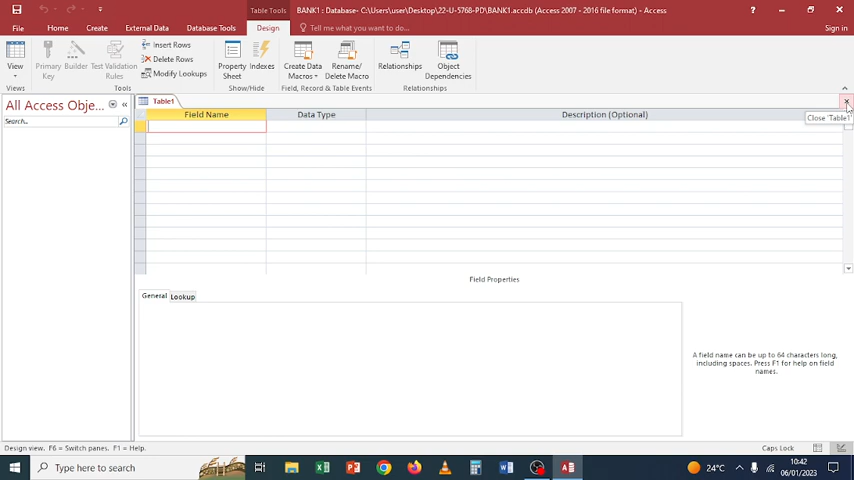 Table Tools
BANK1 : Database- C:\Users\user\Desktop\22-U-5768-PD\BANK1.accdb (Access 2007 - 2016 file format) - Access
File Home Create External Data Database Tools Design Tell me what you want to do... Sign in
View
Primary Key
Builder
Test Validation Rules
Insert Rows
Delete Rows
Modify Lookups
Property Sheet
Indexes
Create Data Macros
Rename/ Delete Macro
Relationships
Object Dependencies
Views Tools Show/Hide Field, Record & Table Events Relationships
All Access Obje...
Search...
Table1
Close 'Table1'
Field Name Data Type Description (Optional)
Field Properties
General Lookup
A field name can be up to 64 characters long,
including spaces. Press F1 for help on field
names.
Design view. F6 = Switch panes. F1 = Help. Caps Lock
Type here to search
24°C
10:42
06/01/2023